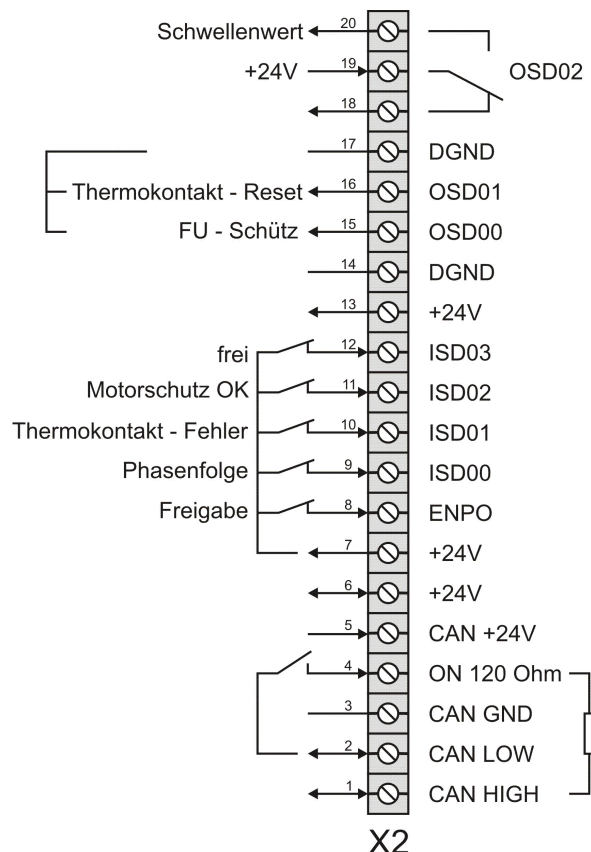 Schwellenwert 20 OSD02
+24V 19
18
17 DGND
Thermokontakt - Reset 16 OSD01
FU - Schütz 15 OSD00
14 DGND
13 +24V
frei 12 ISD03
Motorschutz OK 11 ISD02
Thermokontakt - Fehler 10 ISD01
Phasenfolge 9 ISD00
Freigabe 8 ENPO
7 +24V
6 +24V
5 CAN +24V
4 ON 120 Ohm
3 CAN GND
2 CAN LOW
1 CAN HIGH
X2